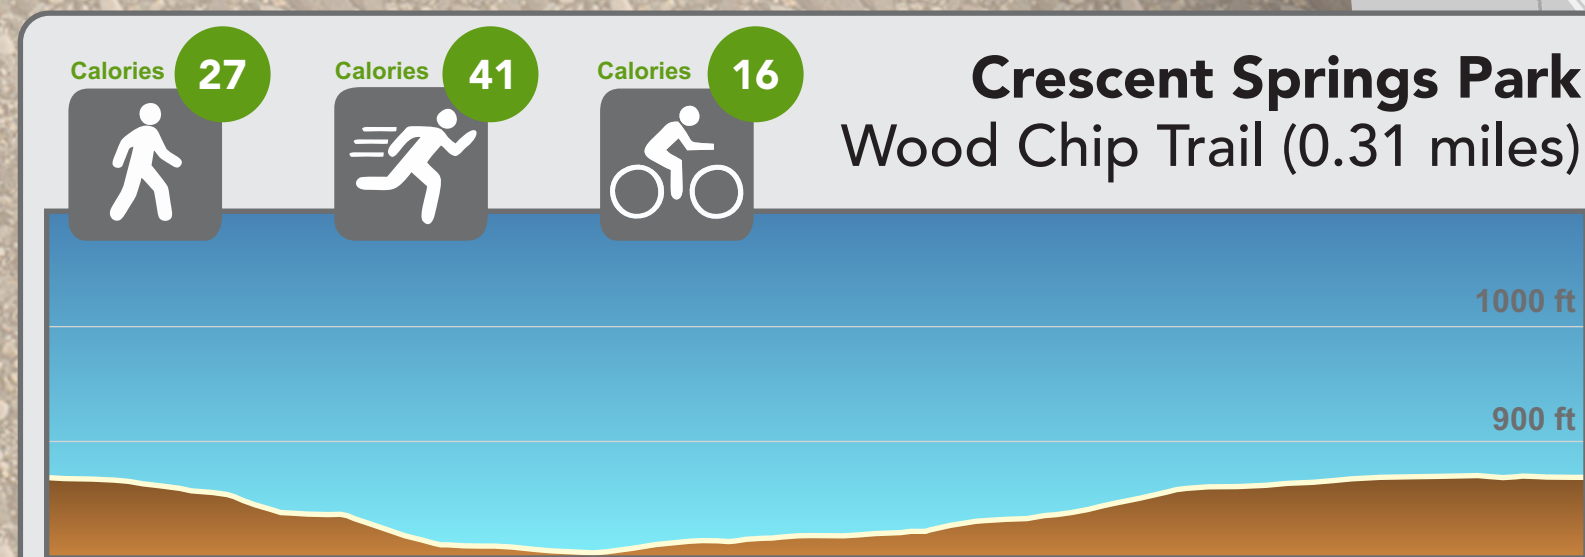 Calories 27
Calories 41
Calories 16
Crescent Springs Park
Wood Chip Trail (0.31 miles)
1000 ft
900 ft